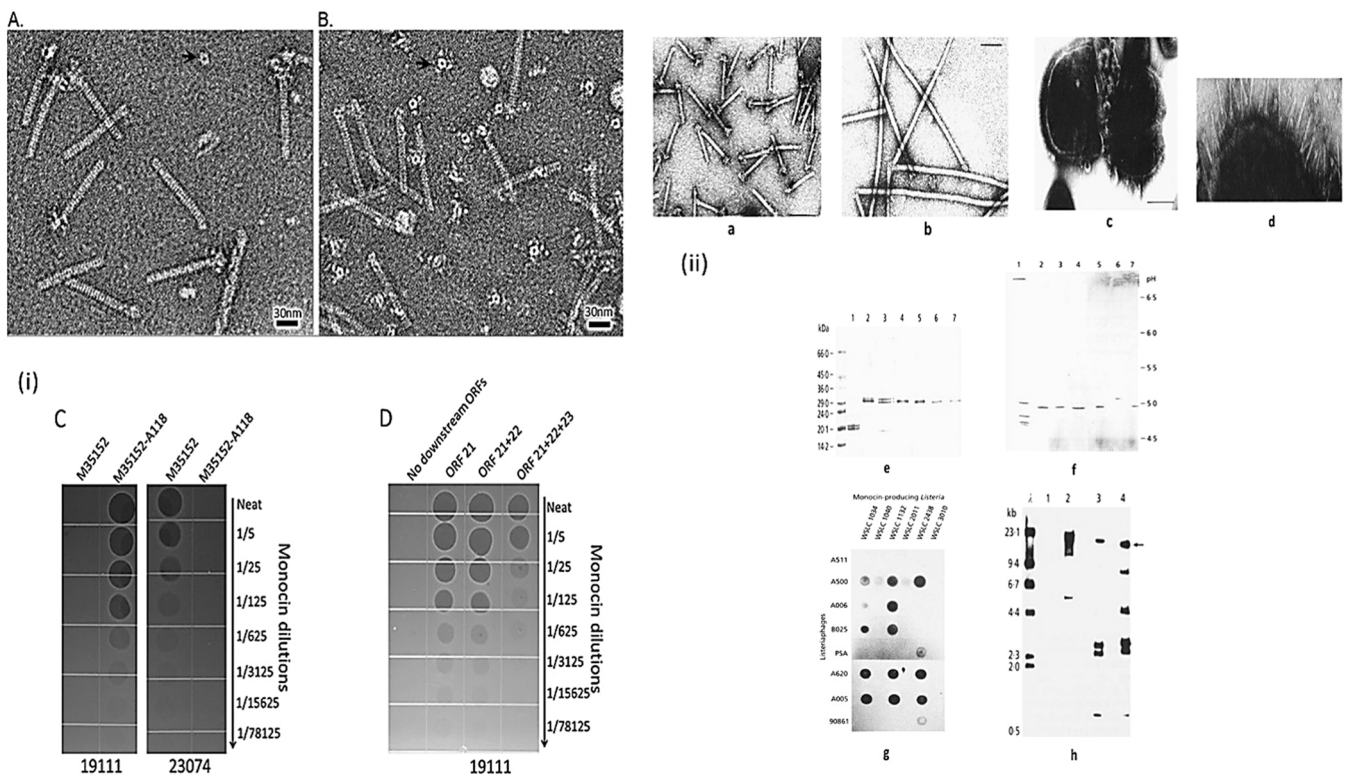 A.
B.
30nm
30nm
a
b
c
d
(i)
C
M35152
M35152-A118
M35152
M35152-A118
Neat
1/5
1/25
1/125
1/625
1/3125
1/15625
1/78125
Monocin dilutions
19111
23074
D
No downstream ORFs
ORF 21
ORF 21+22
ORF 21+22+23
Neat
1/5
1/25
1/125
1/625
1/3125
1/15625
1/78125
Monocin dilutions
19111
(ii)
kDa
1 2 3 4 5 6 7
66·0
45·0
36·0
29·0
24·0
20·1
14·2
e
1 2 3 4 5 6 7
pH
6·5
6·0
5·5
5·0
4·5
f
Monocin-producing Listeria
WSLC 1034
WSLC 1040
WSLC 1132
WSLC 2011
WSLC 2438
WSLC 3010
Listeriaphages
A511
A500
A006
B025
PSA
A620
A005
90861
g
λ 1 2 3 4
kb
23·1
9·4
6·7
4·4
2·3
2·0
0·5
h